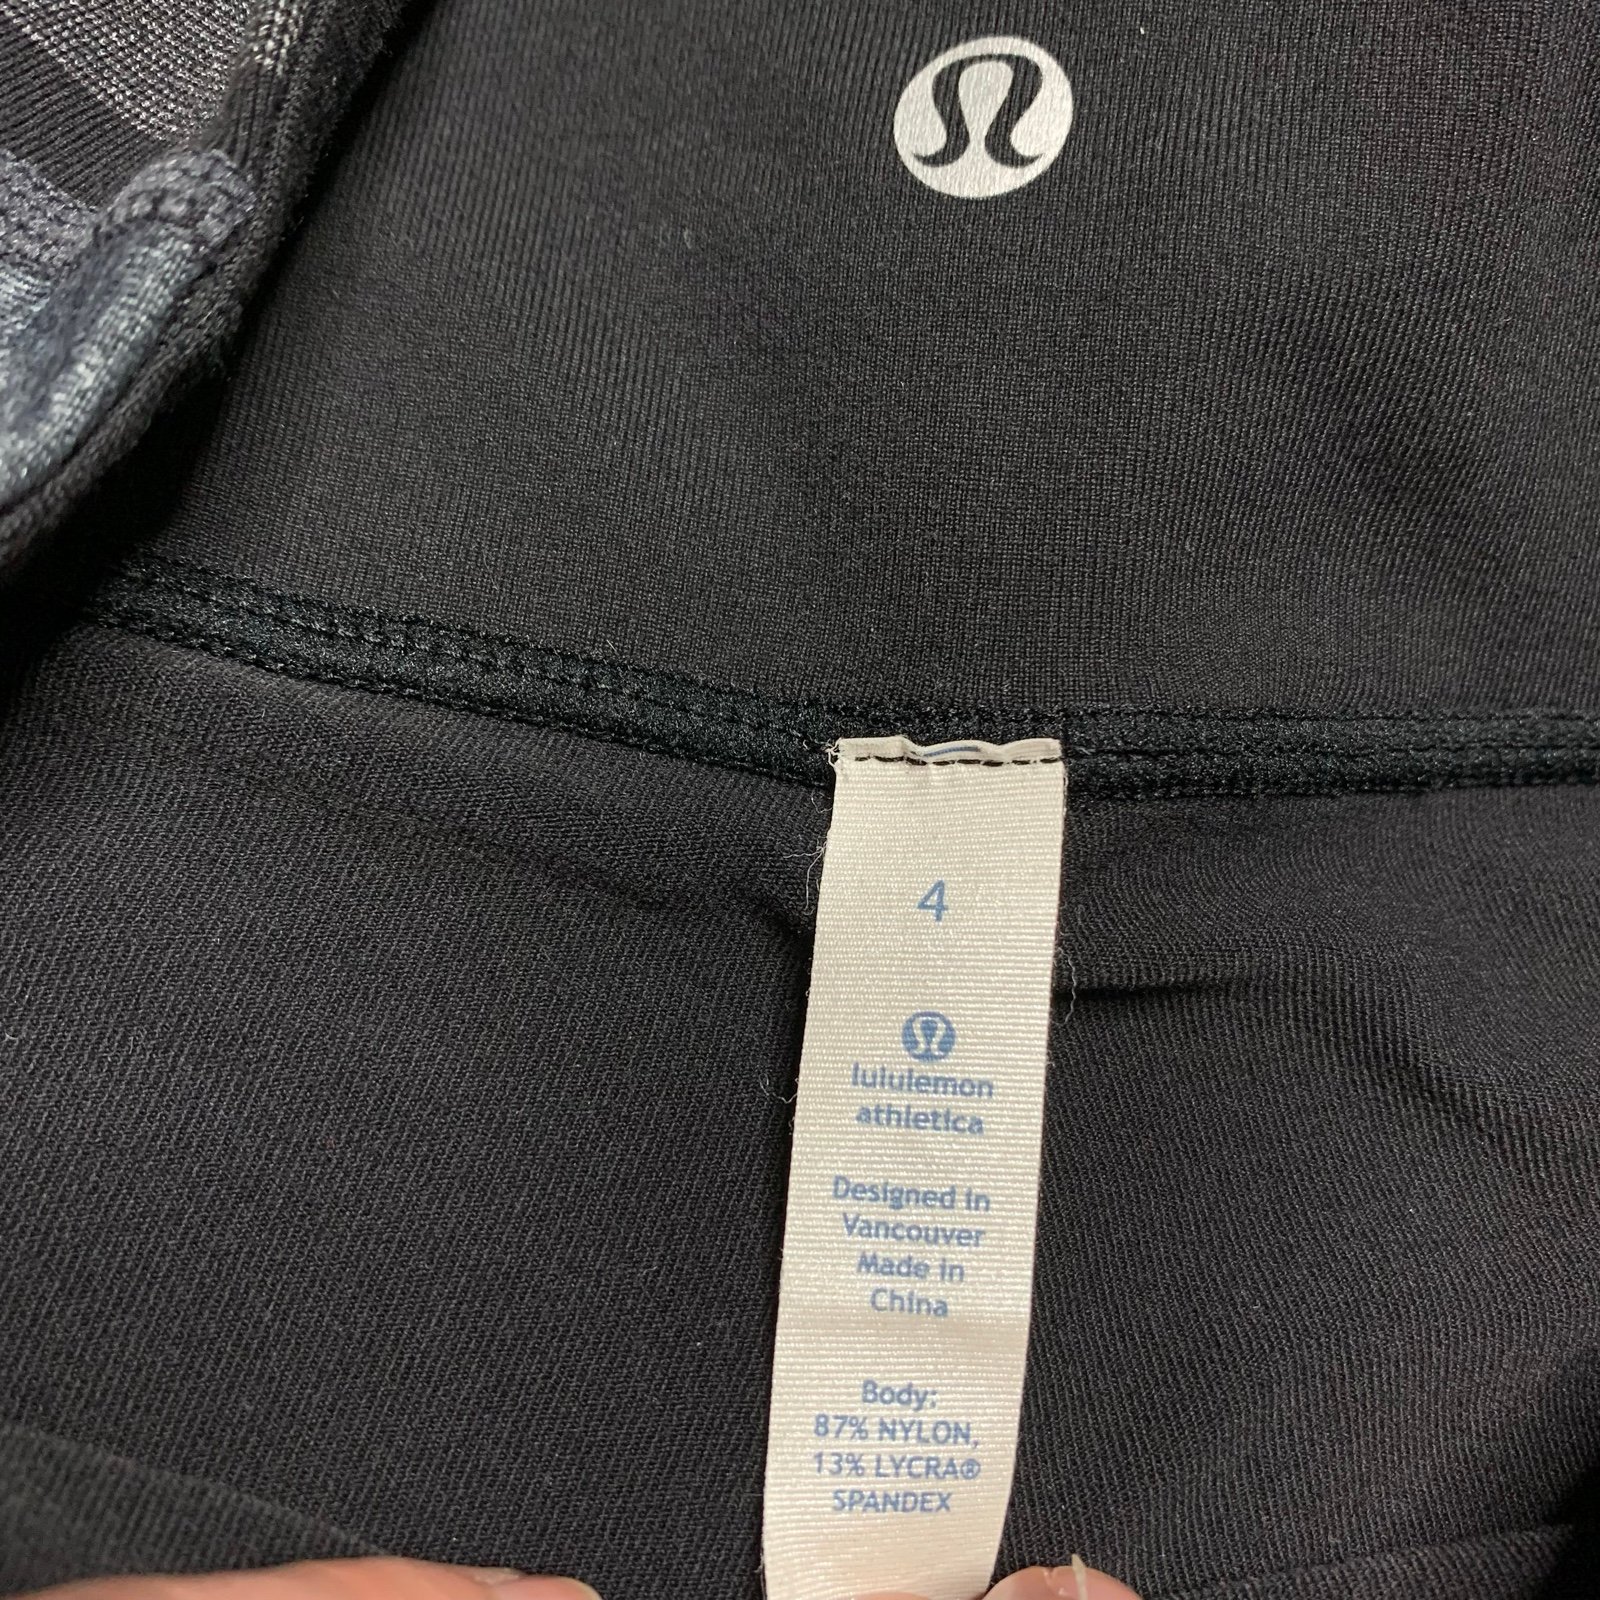 4
lululemon
athletica
Designed in
Vancouver
Made in
China
Body:
87% NYLON,
13% LYCRA®
SPANDEX